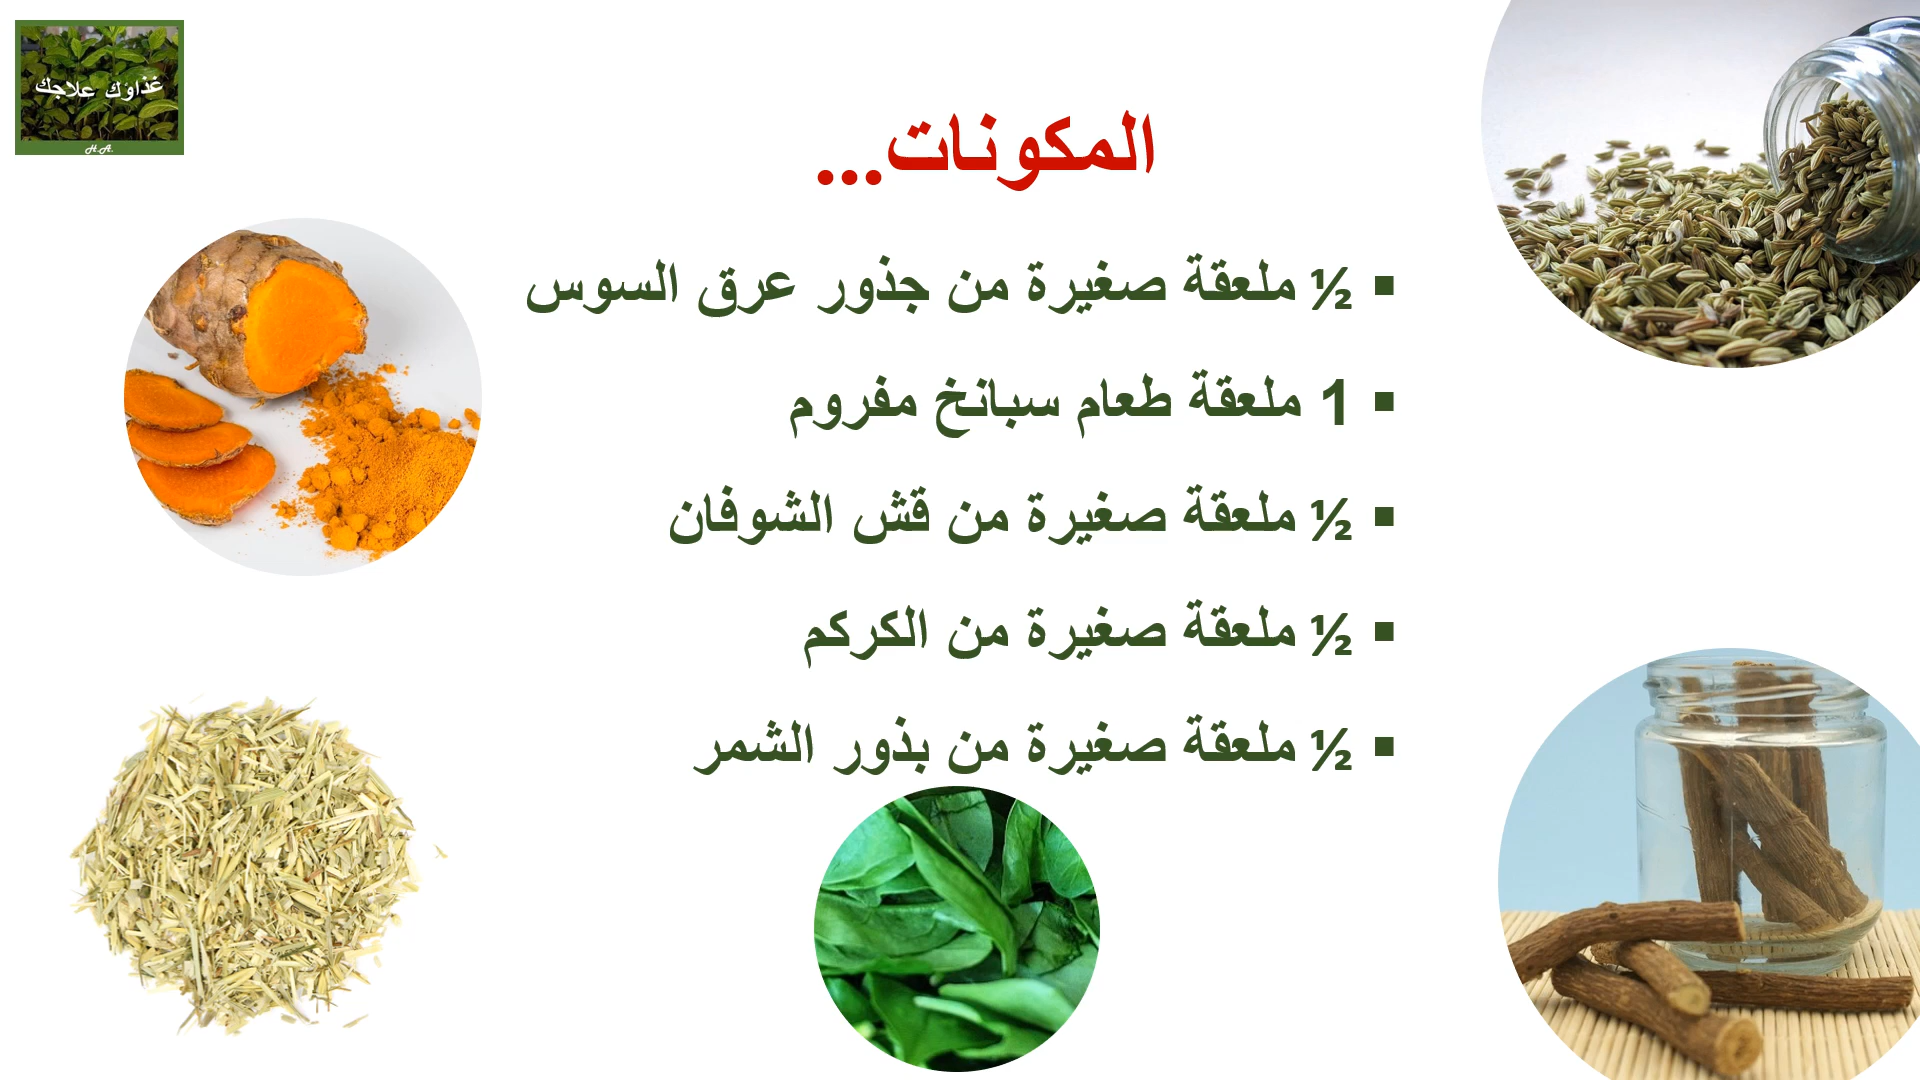 غذاؤك علاجك
H.A.
المكونات...
▪ ½ ملعقة صغيرة من جذور عرق السوس
▪ 1 ملعقة طعام سبانخ مفروم
▪ ½ ملعقة صغيرة من قش الشوفان
▪ ½ ملعقة صغيرة من الكركم
▪ ½ ملعقة صغيرة من بذور الشمر